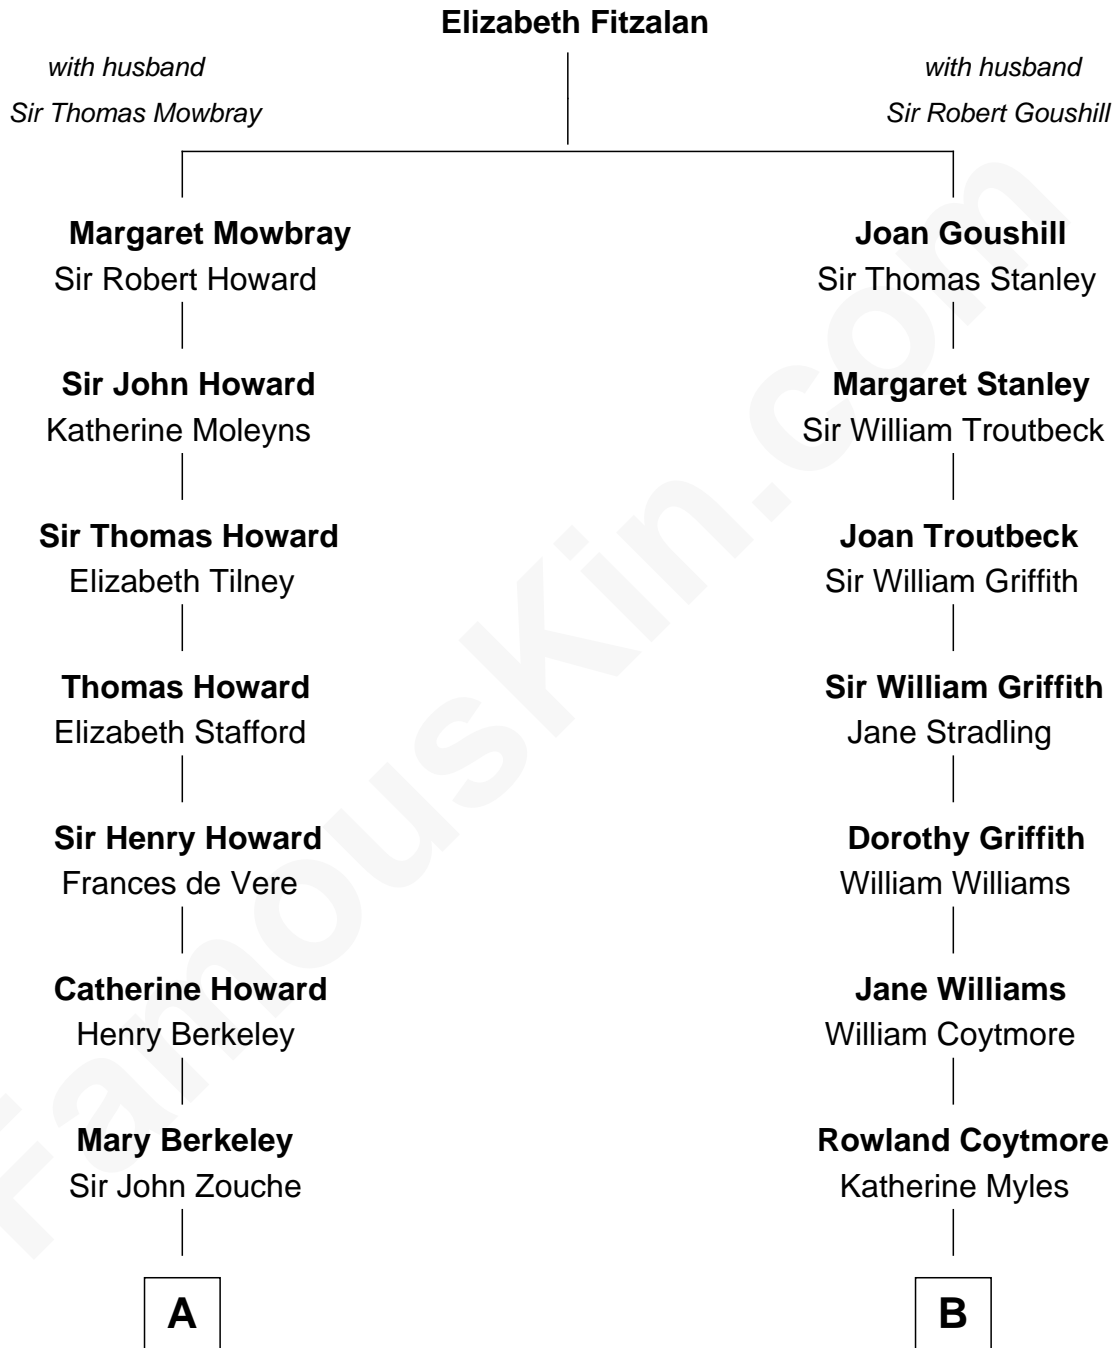 Elizabeth Fitzalan
with husband
Sir Thomas Mowbray
with husband
Sir Robert Goushill
Margaret Mowbray
Sir Robert Howard
Joan Goushill
Sir Thomas Stanley
Sir John Howard
Katherine Moleyns
Margaret Stanley
Sir William Troutbeck
Sir Thomas Howard
Elizabeth Tilney
Joan Troutbeck
Sir William Griffith
Thomas Howard
Elizabeth Stafford
Sir William Griffith
Jane Stradling
Sir Henry Howard
Frances de Vere
Dorothy Griffith
William Williams
Catherine Howard
Henry Berkeley
Jane Williams
William Coytmore
Mary Berkeley
Sir John Zouche
Rowland Coytmore
Katherine Myles
A
B
FamousKin.com